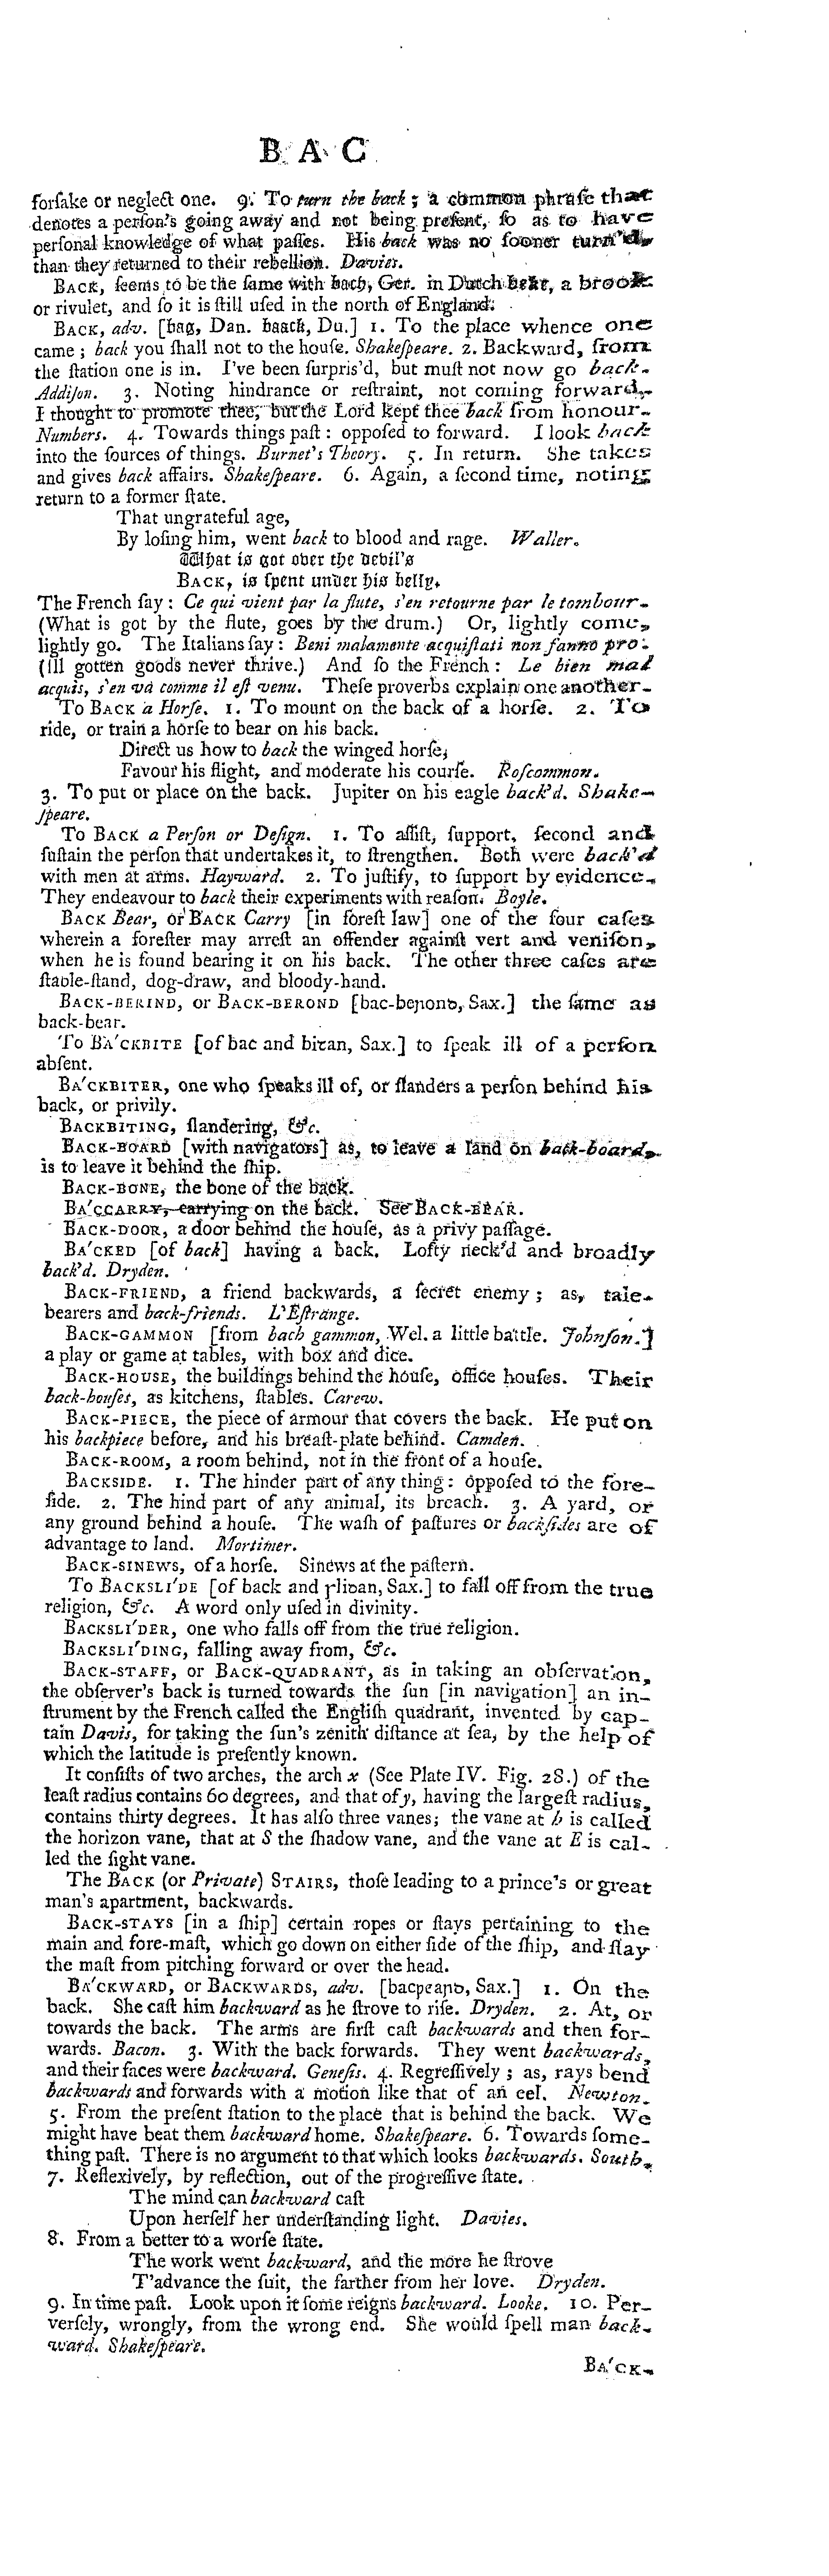 B A C
forſake or neglect one. 9. To turn the back; a common phraſe that
denotes a perſon's going away and not being preſent, ſo as to have
perſonal knowledge of what paſſes. His back was no ſooner turn'd,
than they returned to their rebellion. Davies.
BACK, ſeems to be the ſame with bach, Ger. in Dutch beke, a brook
or rivulet, and ſo it is ſtill uſed in the north of England.
BACK, adv. [bag, Dan. baack, Du.] 1. To the place whence one
came; back you ſhall not to the houſe. Shakeſpeare. 2. Backward, from
the ſtation one is in. I've been ſurpris'd, but muſt not now go back.
Addiſon. 3. Noting hindrance or reſtraint, not coming forward,
I thought to promote thee, but the Lord kept thee back from honour.
Numbers. 4. Towards things paſt: oppoſed to forward. I look back
into the ſources of things. Burnet's Theory. 5. In return. She takes
and gives back affairs. Shakeſpeare. 6. Again, a ſecond time, noting
return to a former ſtate.
That ungrateful age,
By loſing him, went back to blood and rage. Waller.
What is got over the devil's
BACK, is ſpent under his belly.
The French ſay: Ce qui vient par la flute, s'en retourne par le tombour.
(What is got by the flute, goes by the drum.) Or, lightly come,
lightly go. The Italians ſay: Beni malamente acquiſtati non fanno pro.
(Ill gotten goods never thrive.) And ſo the French: Le bien mal
acquis, s'en va comme il eſt venu. Theſe proverbs explain one another.
To BACK a Horſe. 1. To mount on the back of a horſe. 2. To
ride, or train a horſe to bear on his back.
Direct us how to back the winged horſe,
Favour his flight, and moderate his courſe. Roſcommon.
3. To put or place on the back. Jupiter on his eagle back'd. Shake-
ſpeare.
To BACK a Perſon or Deſign. 1. To aſſiſt, ſupport, ſecond and
ſuſtain the perſon that undertakes it, to ſtrengthen. Both were back'd
with men at arms. Hayward. 2. To juſtify, to ſupport by evidence.
They endeavour to back their experiments with reaſon. Boyle.
BACK Bear, or BACK Carry [in foreſt law] one of the four caſes
wherein a foreſter may arreſt an offender againſt vert and veniſon,
when he is found bearing it on his back. The other three caſes are
ſtable-ſtand, dog-draw, and bloody-hand.
BACK-BERIND, or BACK-BEROND [bac-beꞃonꝺ, Sax.] the ſame as
back-bear.
To BA'CKBITE [of bac and biꞇan, Sax.] to ſpeak ill of a perſon
abſent.
BA'CKBITER, one who ſpeaks ill of, or ſlanders a perſon behind his
back, or privily.
BACKBITING, ſlandering, &c.
BACK-BOARD [with navigators] as, to leave a land on back-board,
is to leave it behind the ſhip.
BACK-BONE, the bone of the back.
BA'CCARRY, carrying on the back. See BACK-BEAR.
BACK-DOOR, a door behind the houſe, as a privy paſſage.
BA'CKED [of back] having a back. Lofty neck'd and broadly
back'd. Dryden.
BACK-FRIEND, a friend backwards, a ſecret enemy; as, tale-
bearers and back-friends. L'Eſtrange.
BACK-GAMMON [from bach gammon, Wel. a little battle. Johnſon.]
a play or game at tables, with box and dice.
BACK-HOUSE, the buildings behind the houſe, office houſes. Their
back-houſes, as kitchens, ſtables. Carew.
BACK-PIECE, the piece of armour that covers the back. He put on
his backpiece before, and his breaſt-plate behind. Camden.
BACK-ROOM, a room behind, not in the front of a houſe.
BACKSIDE. 1. The hinder part of any thing: oppoſed to the fore-
ſide. 2. The hind part of any animal, its breach. 3. A yard, or
any ground behind a houſe. The waſh of paſtures or backſides are of
advantage to land. Mortimer.
BACK-SINEWS, of a horſe. Sinews at the paſtern.
To BACKSLI'DE [of back and ꞅliꝺan, Sax.] to fall off from the true
religion, &c. A word only uſed in divinity.
BACKSLI'DER, one who falls off from the true religion.
BACKSLI'DING, falling away from, &c.
BACK-STAFF, or BACK-QUADRANT, as in taking an obſervation,
the obſerver's back is turned towards the ſun [in navigation] an in-
ſtrument by the French called the Engliſh quadrant, invented by cap-
tain Davis, for taking the ſun's zenith diſtance at ſea, by the help of
which the latitude is preſently known.
It conſiſts of two arches, the arch x (See Plate IV. Fig. 28.) of the
leaſt radius contains 60 degrees, and that of y, having the largeſt radius,
contains thirty degrees. It has alſo three vanes; the vane at h is called
the horizon vane, that at S the ſhadow vane, and the vane at E is cal-
led the ſight vane.
The BACK (or Private) STAIRS, thoſe leading to a prince's or great
man's apartment, backwards.
BACK-STAYS [in a ſhip] certain ropes or ſtays pertaining to the
main and fore-maſt, which go down on either ſide of the ſhip, and ſtay
the maſt from pitching forward or over the head.
BA'CKWARD, or BACKWARDS, adv. [bacƿeaꞃꝺ, Sax.] 1. On the
back. She caſt him backward as he ſtrove to riſe. Dryden. 2. At, or
towards the back. The arms are firſt caſt backwards and then for-
wards. Bacon. 3. With the back forwards. They went backwards,
and their faces were backward. Geneſis. 4. Regreſſively; as, rays bend
backwards and forwards with a motion like that of an eel. Newton.
5. From the preſent ſtation to the place that is behind the back. We
might have beat them backward home. Shakeſpeare. 6. Towards ſome-
thing paſt. There is no argument to that which looks backwards. South.
7. Reflexively, by reflection, out of the progreſſive ſtate.
The mind can backward caſt
Upon herſelf her underſtanding light. Davies.
8. From a better to a worſe ſtate.
The work went backward, and the more he ſtrove
T'advance the ſuit, the farther from her love. Dryden.
9. In time paſt. Look upon it ſome reigns backward. Locke. 10. Per-
verſely, wrongly, from the wrong end. She would ſpell man back-
ward. Shakeſpeare.
BA'CK-